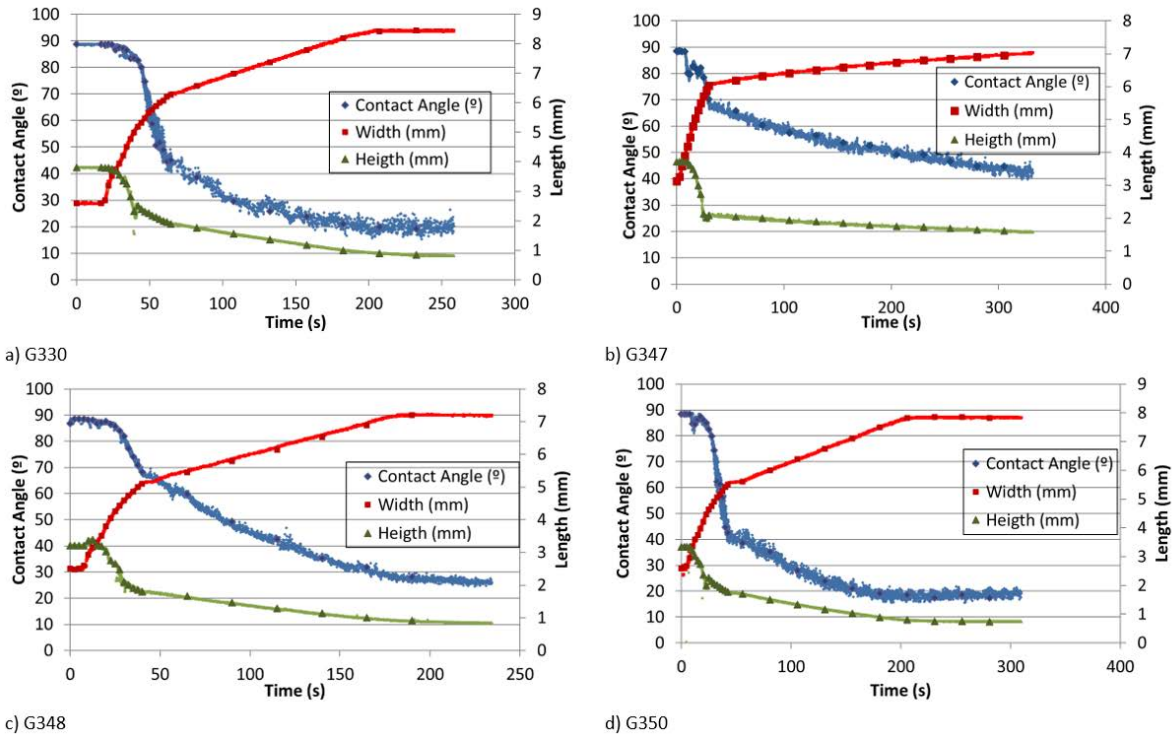 100
90
80
70
60
50
40
30
20
10
0
Contact Angle (º)
9
8
7
6
5
4
3
2
1
0
Length (mm)
Contact Angle (º)
Width (mm)
Heigth (mm)
0 50 100 150 200 250 300
Time (s)
a) G330
100
90
80
70
60
50
40
30
20
10
0
Contact Angle (º)
8
7
6
5
4
3
2
1
0
Length (mm)
Contact Angle (º)
Width (mm)
Heigth (mm)
0 100 200 300 400
Time (s)
b) G347
100
90
80
70
60
50
40
30
20
10
0
Contact Angle (º)
8
7
6
5
4
3
2
1
0
Length (mm)
Contact Angle (º)
Width (mm)
Heigth (mm)
0 50 100 150 200 250
Time (s)
c) G348
100
90
80
70
60
50
40
30
20
10
0
Contact Angle (º)
9
8
7
6
5
4
3
2
1
0
Length (mm)
Contact Angle (º)
Width (mm)
Heigth (mm)
0 100 200 300 400
Time (s)
d) G350